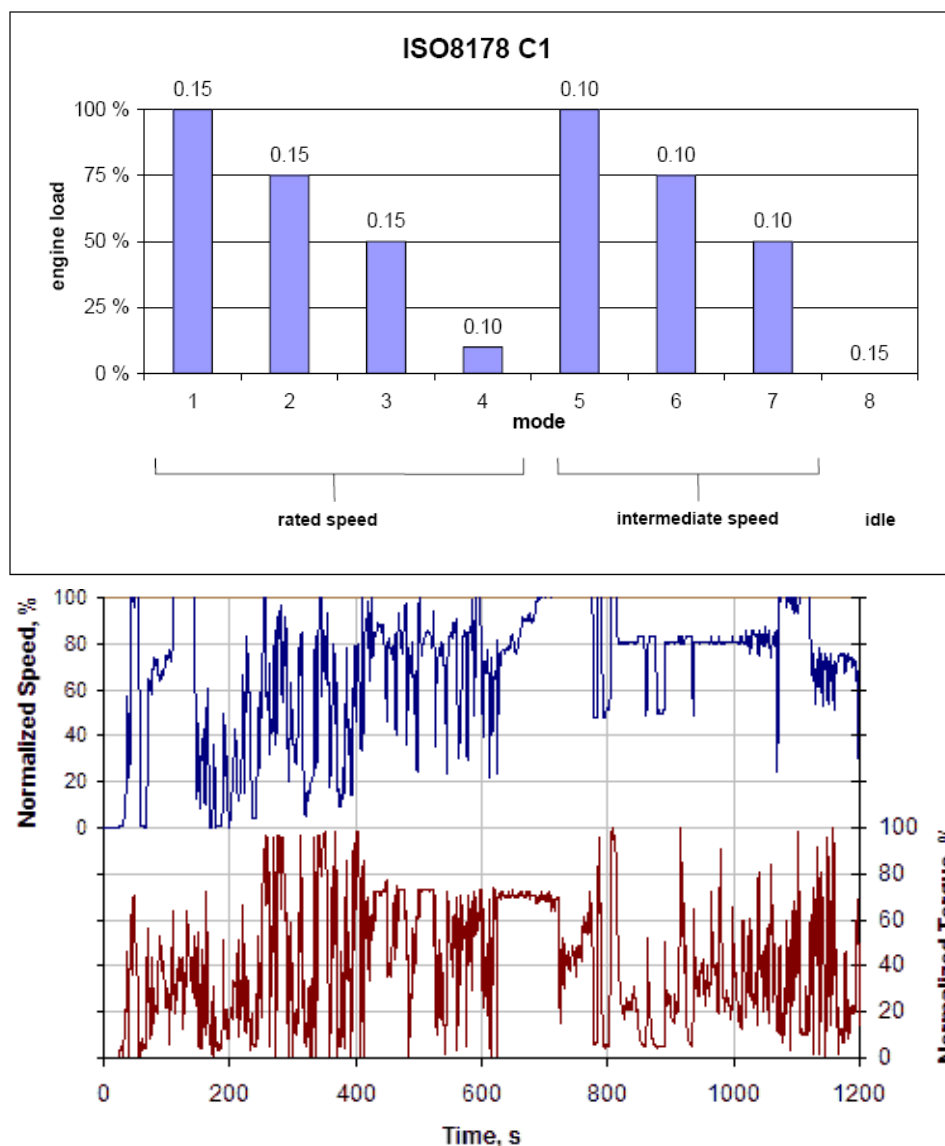 ISO8178 C1
0.15
0.10
100 %
0.15
0.10
75 %
0.15
0.10
50 %
25 %
0.10
0.15
0 %
engine load
1 2 3 4 5 6 7 8
mode
rated speed
intermediate speed
idle
Normalized Speed, %
100
80
60
40
20
0
100
80
60
40
20
0
Normalized Torque, %
0 200 400 600 800 1000 1200
Time, s